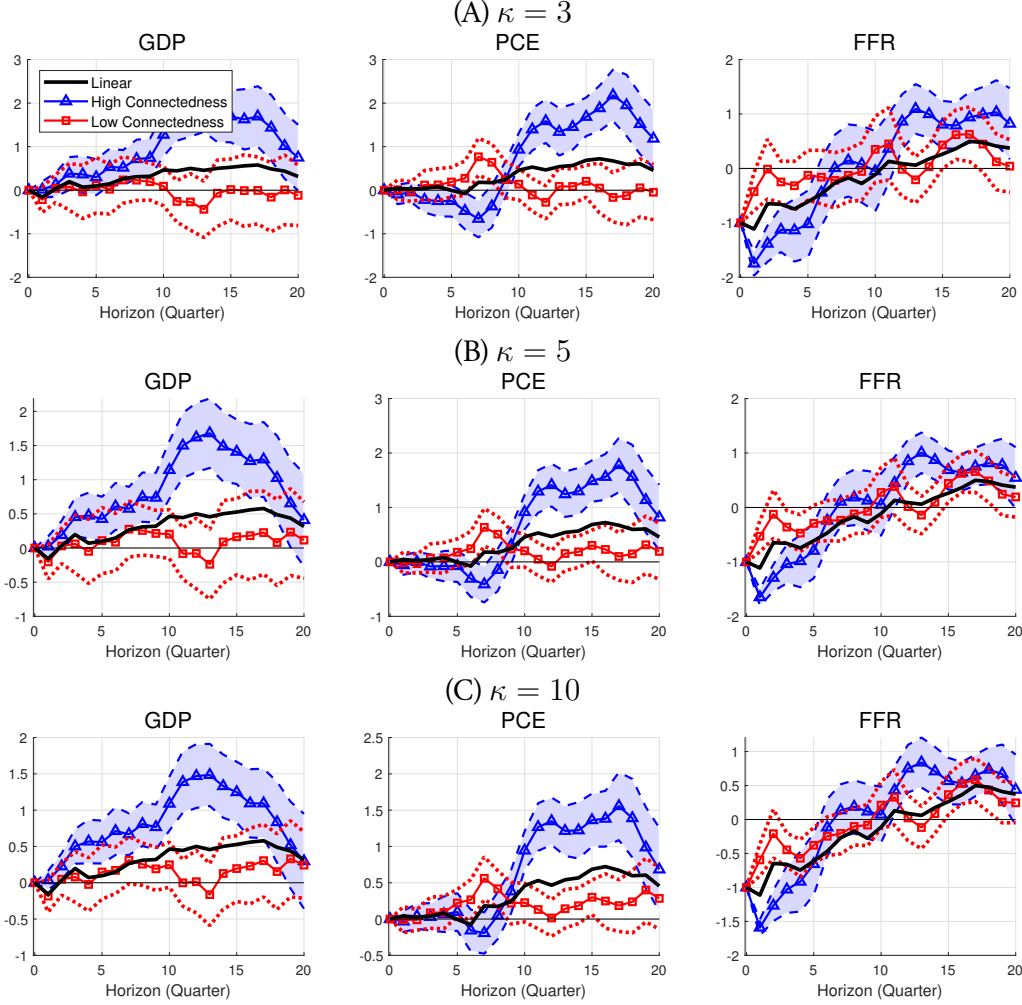 (A) κ = 3
GDP
PCE
FFR
3
2
1
0
-1
-2
Linear
High Connectedness
Low Connectedness
0 5 10 15 20
Horizon (Quarter)
3
2
1
0
-1
-2
0 5 10 15 20
Horizon (Quarter)
2
1
0
-1
-2
0 5 10 15 20
Horizon (Quarter)
(B) κ = 5
GDP
PCE
FFR
2
1.5
1
0.5
0
-0.5
-1
0 5 10 15 20
Horizon (Quarter)
3
2
1
0
-1
0 5 10 15 20
Horizon (Quarter)
2
1
0
-1
-2
0 5 10 15 20
Horizon (Quarter)
(C) κ = 10
GDP
PCE
FFR
2
1.5
1
0.5
0
-0.5
-1
0 5 10 15 20
Horizon (Quarter)
2.5
2
1.5
1
0.5
0
-0.5
0 5 10 15 20
Horizon (Quarter)
1
0.5
0
-0.5
-1
-1.5
-2
0 5 10 15 20
Horizon (Quarter)